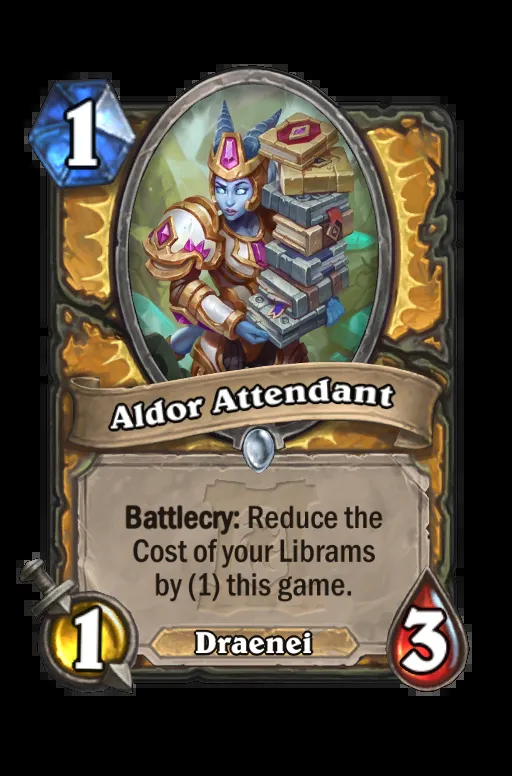 1
Aldor Attendant
Battlecry: Reduce the
Cost of your Librams
by (1) this game.
1
Draenei
3